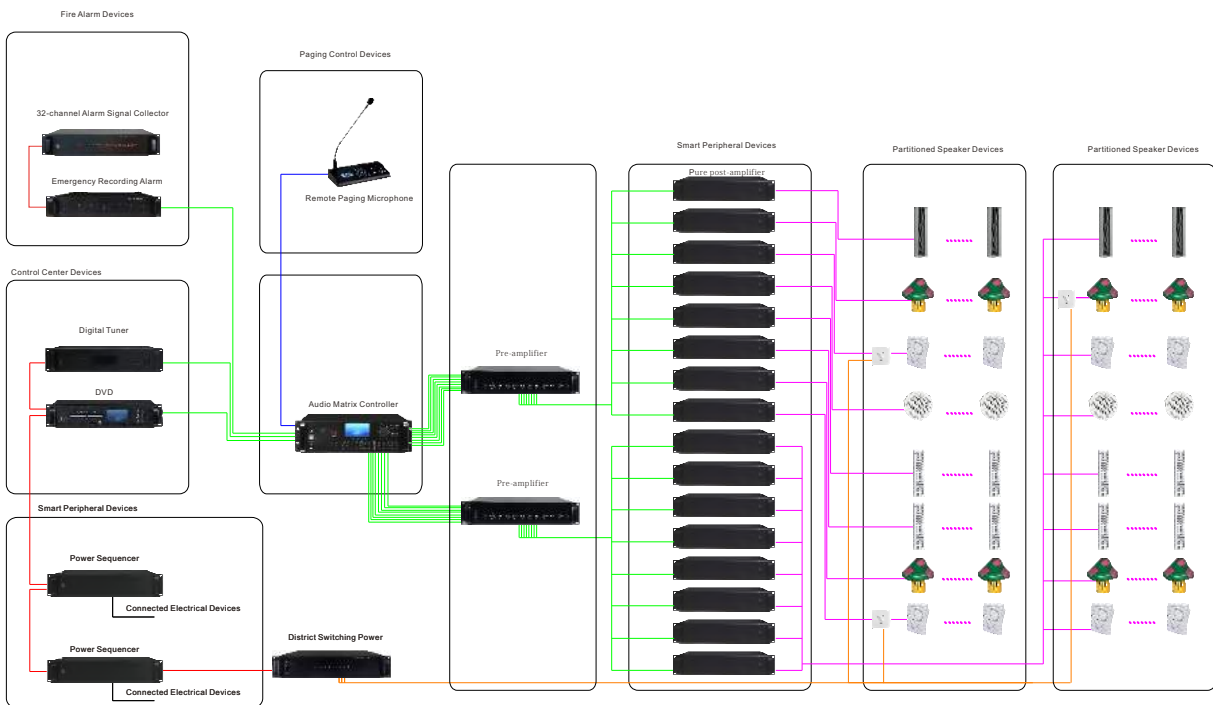 Fire Alarm Devices
32-channel Alarm Signal Collector
Emergency Recording Alarm
Paging Control Devices
Remote Paging Microphone
Control Center Devices
Digital Tuner
DVD
Audio Matrix Controller
Pre-amplifier
Pre-amplifier
Smart Peripheral Devices
Pure post-amplifier
Partitioned Speaker Devices
Partitioned Speaker Devices
Smart Peripheral Devices
Power Sequencer
Connected Electrical Devices
Power Sequencer
Connected Electrical Devices
District Switching Power